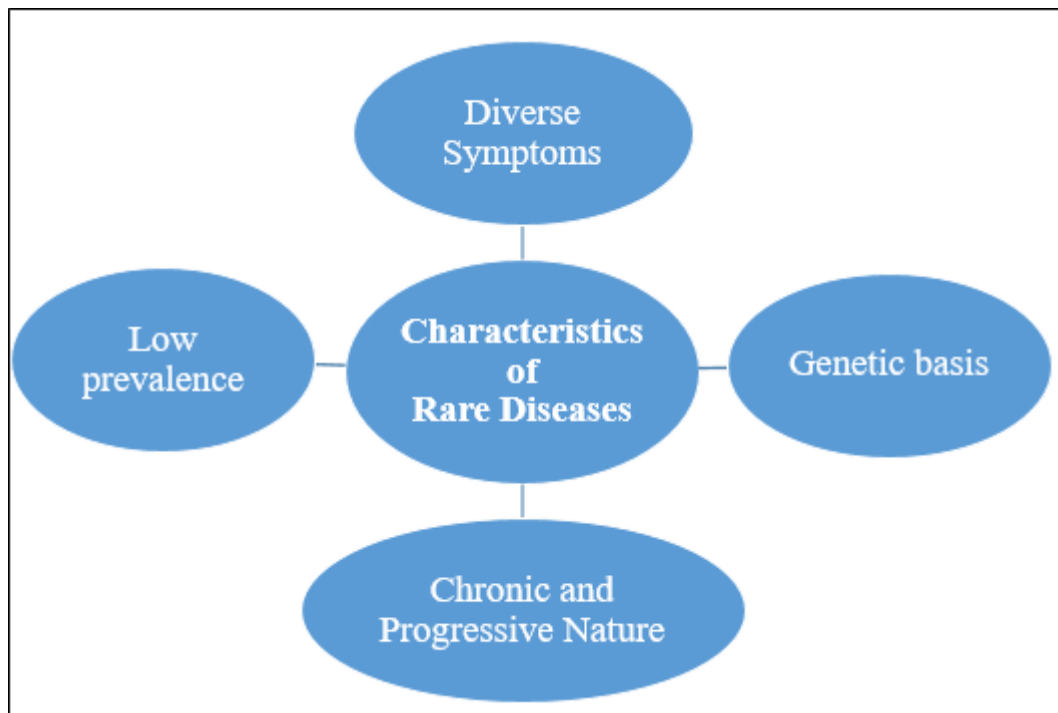 Diverse
Symptoms
Low
prevalence
Characteristics
of
Rare Diseases
Genetic basis
Chronic and
Progressive Nature